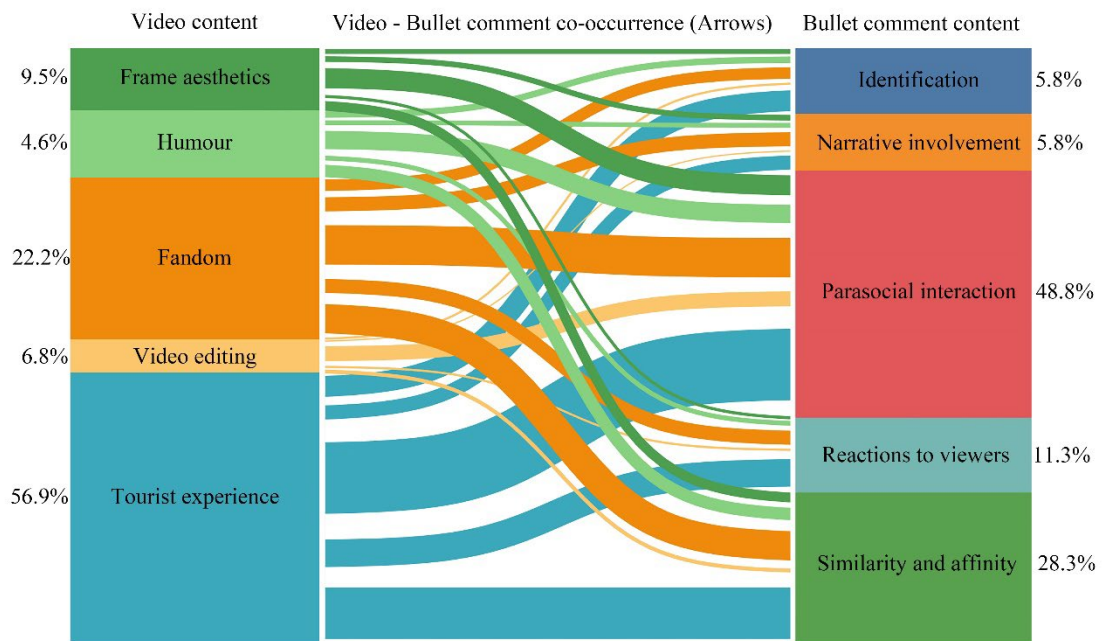 Video content
Video - Bullet comment co-occurrence (Arrows)
Bullet comment content
9.5%
Frame aesthetics
4.6%
Humour
22.2%
Fandom
6.8%
Video editing
56.9%
Tourist experience
Identification
5.8%
Narrative involvement
5.8%
Parasocial interaction
48.8%
Reactions to viewers
11.3%
Similarity and affinity
28.3%